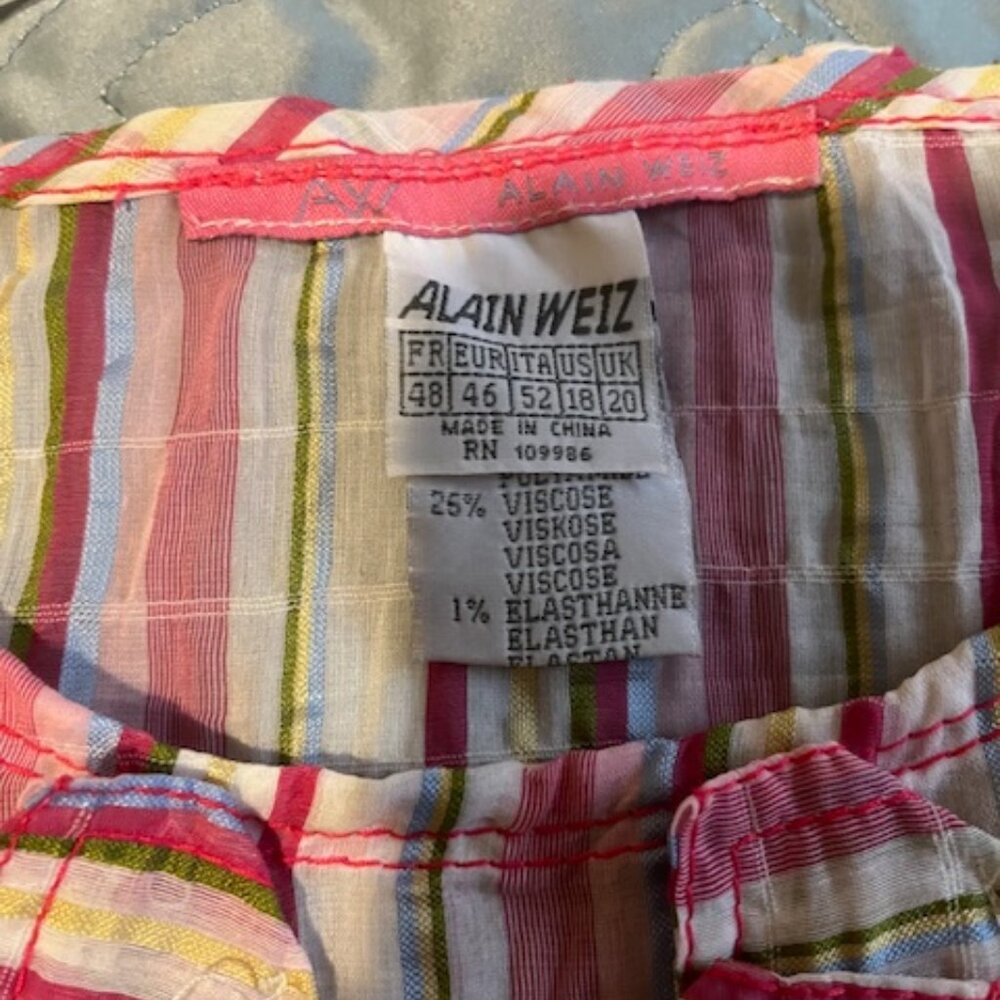 AW! ALAIN WEIZ
ALAIN WEIZ
FR EUR ITA US UK
48 46 52 18 20
MADE IN CHINA
RN 109986
25% VISCOSE
VISKOSE
VISCOSA
VISCOSE
1% ELASTHANNE
ELASTHAN
ELASTAN